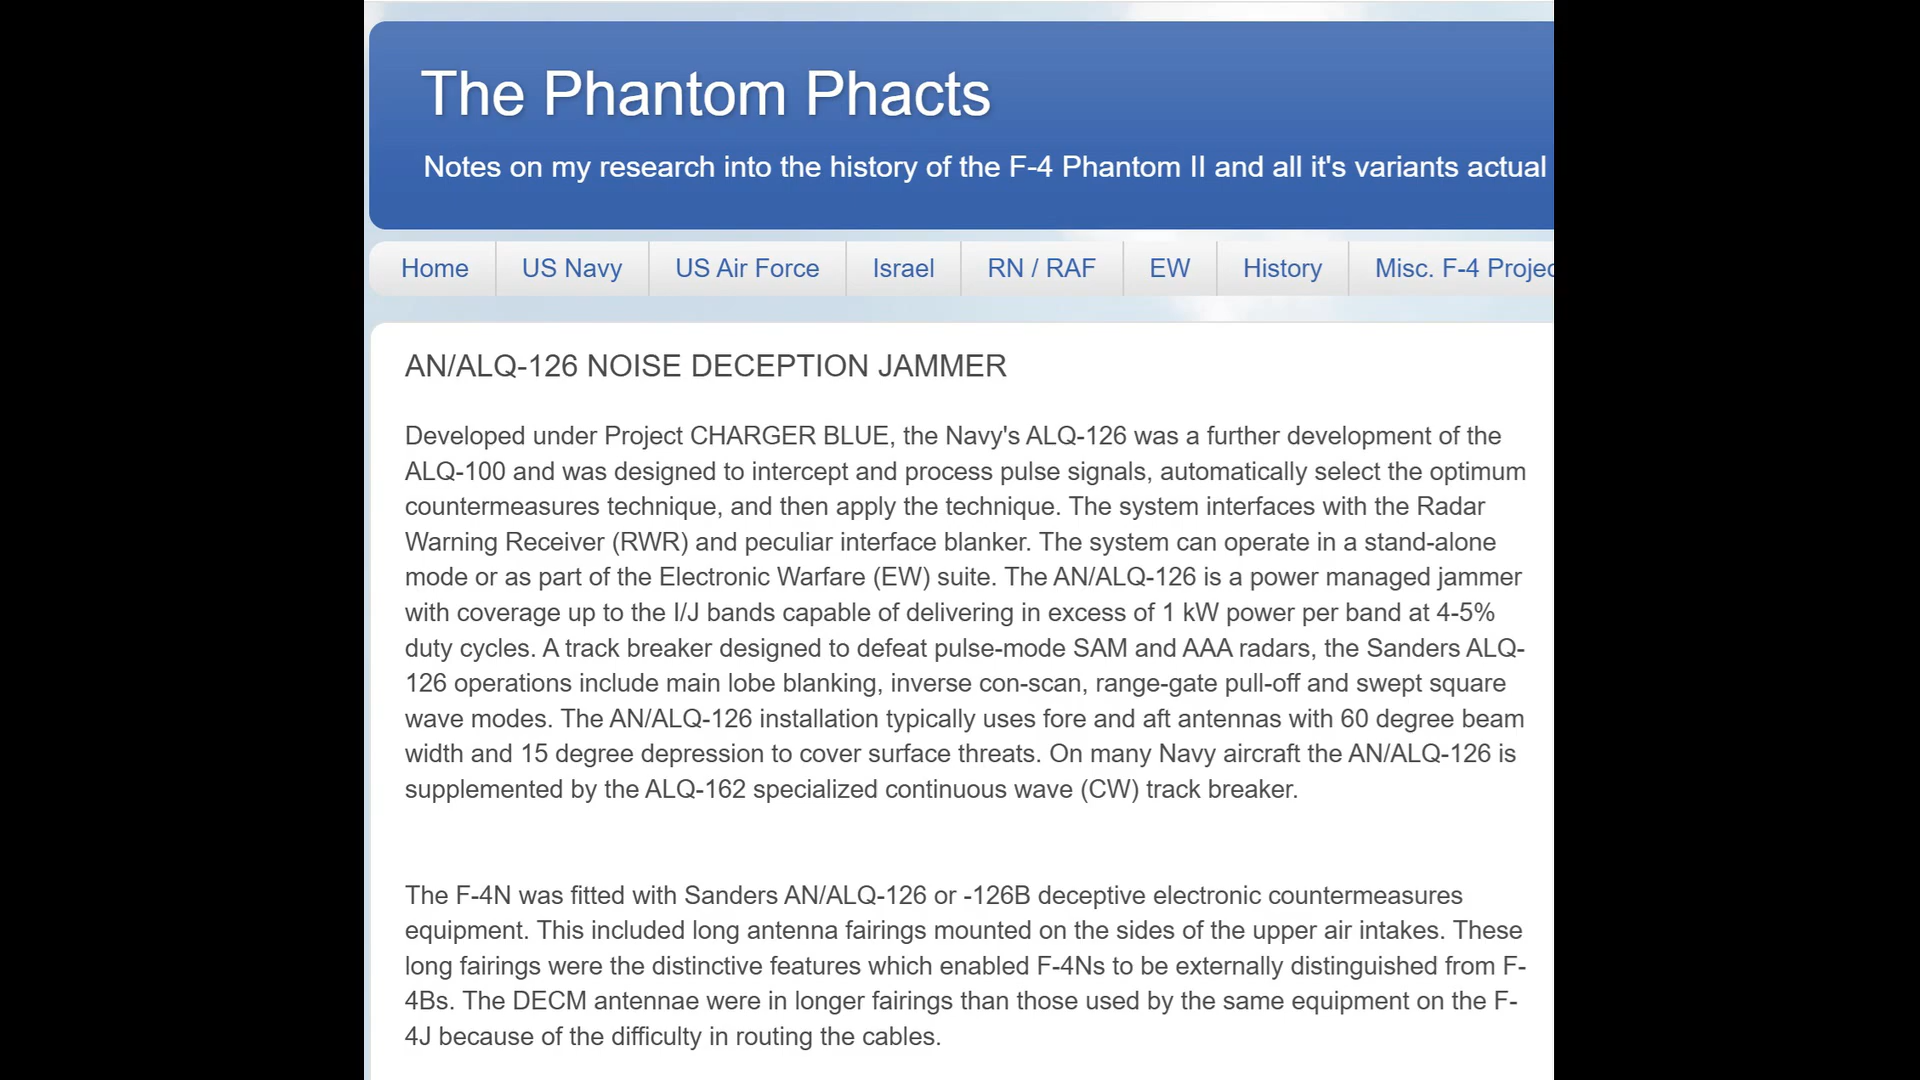 The Phantom Phacts
Notes on my research into the history of the F-4 Phantom II and all it's variants actual
Home US Navy US Air Force Israel RN / RAF EW History Misc. F-4 Projec
AN/ALQ-126 NOISE DECEPTION JAMMER
Developed under Project CHARGER BLUE, the Navy's ALQ-126 was a further development of the
ALQ-100 and was designed to intercept and process pulse signals, automatically select the optimum
countermeasures technique, and then apply the technique. The system interfaces with the Radar
Warning Receiver (RWR) and peculiar interface blanker. The system can operate in a stand-alone
mode or as part of the Electronic Warfare (EW) suite. The AN/ALQ-126 is a power managed jammer
with coverage up to the I/J bands capable of delivering in excess of 1 kW power per band at 4-5%
duty cycles. A track breaker designed to defeat pulse-mode SAM and AAA radars, the Sanders ALQ-
126 operations include main lobe blanking, inverse con-scan, range-gate pull-off and swept square
wave modes. The AN/ALQ-126 installation typically uses fore and aft antennas with 60 degree beam
width and 15 degree depression to cover surface threats. On many Navy aircraft the AN/ALQ-126 is
supplemented by the ALQ-162 specialized continuous wave (CW) track breaker.
The F-4N was fitted with Sanders AN/ALQ-126 or -126B deceptive electronic countermeasures
equipment. This included long antenna fairings mounted on the sides of the upper air intakes. These
long fairings were the distinctive features which enabled F-4Ns to be externally distinguished from F-
4Bs. The DECM antennae were in longer fairings than those used by the same equipment on the F-
4J because of the difficulty in routing the cables.